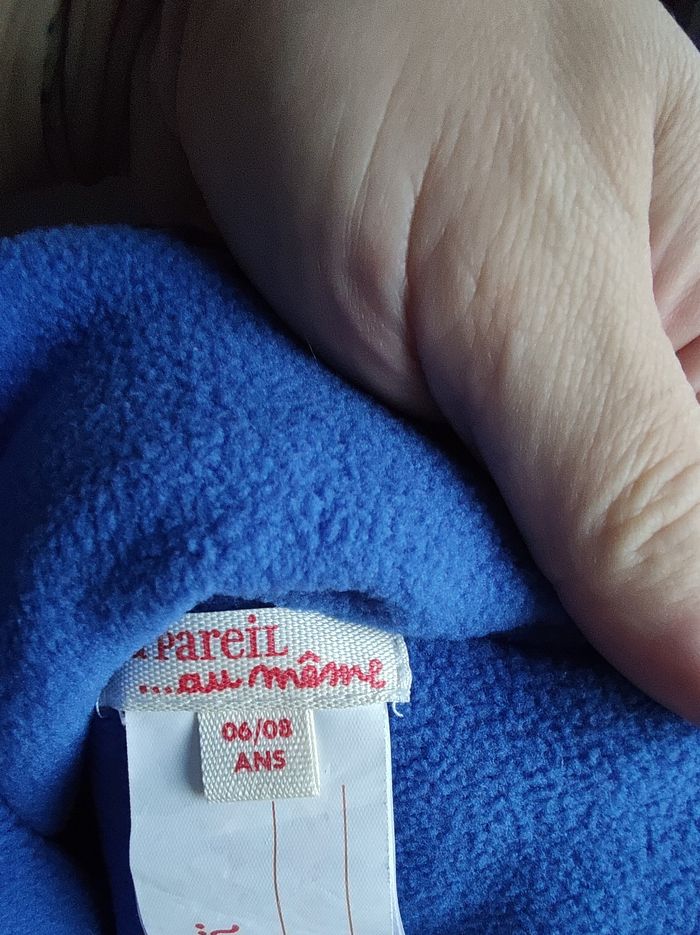 Pareil
...au même
06/08
ANS